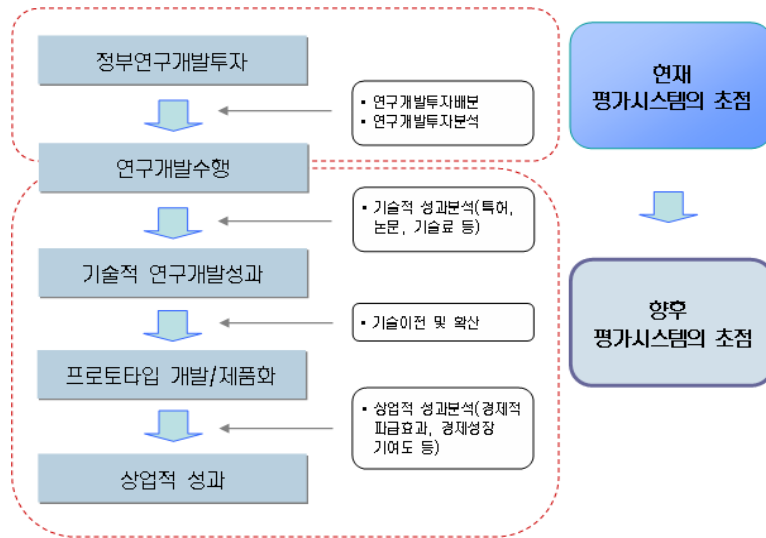 정부연구개발투자
▪ 연구개발투자배분
▪ 연구개발투자분석
연구개발수행
▪ 기술적 성과분석(특허,
논문, 기술료 등)
기술적 연구개발성과
▪ 기술이전 및 확산
프로토타입 개발/제품화
▪ 상업적 성과분석(경제적
파급효과, 경제성장
기여도 등)
상업적 성과
현재
평가시스템의 초점
향후
평가시스템의 초점